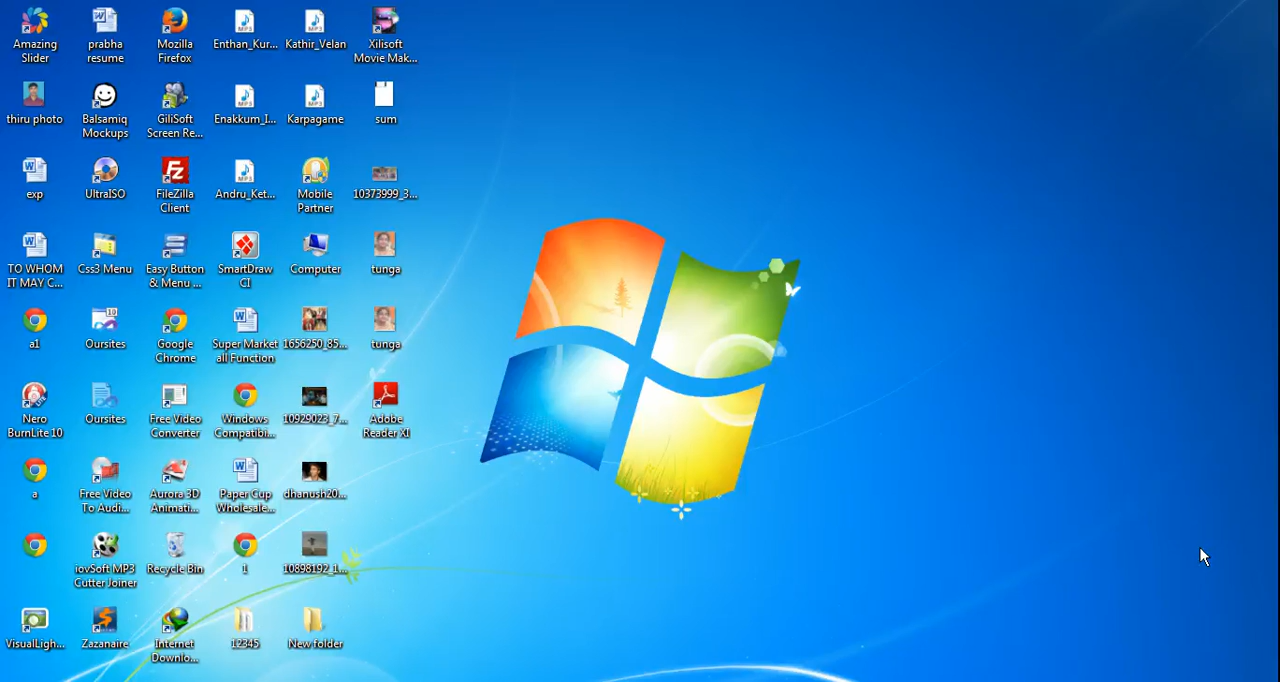 Amazing
Slider
prabha
resume
Mozilla
Firefox
Enthan_Kur...
Kathir_Velan
Xilisoft
Movie Mak...
thiru photo
Balsamiq
Mockups
GiliSoft
Screen Re...
Enakkum_I...
Karpagame
sum
exp
UltraISO
FileZilla
Client
Andru_Ket...
Mobile
Partner
10373999_3...
TO WHOM
IT MAY C...
Css3 Menu
Easy Button
& Menu ...
SmartDraw
CI
Computer
tunga
a1
Oursites
Google
Chrome
Super Market
all Function
1656250_85...
tunga
Nero
BurnLite 10
Oursites
Free Video
Converter
Windows
Compatibi...
10929023_7...
Adobe
Reader XI
a
Free Video
To Audi...
Aurora 3D
Animati...
Paper Cup
Wholesale...
dhanush20...
iovSoft MP3
Cutter Joiner
Recycle Bin
1
10898192_1...
VisualLigh...
Zazanaire
Internet
Downlo...
12345
New folder